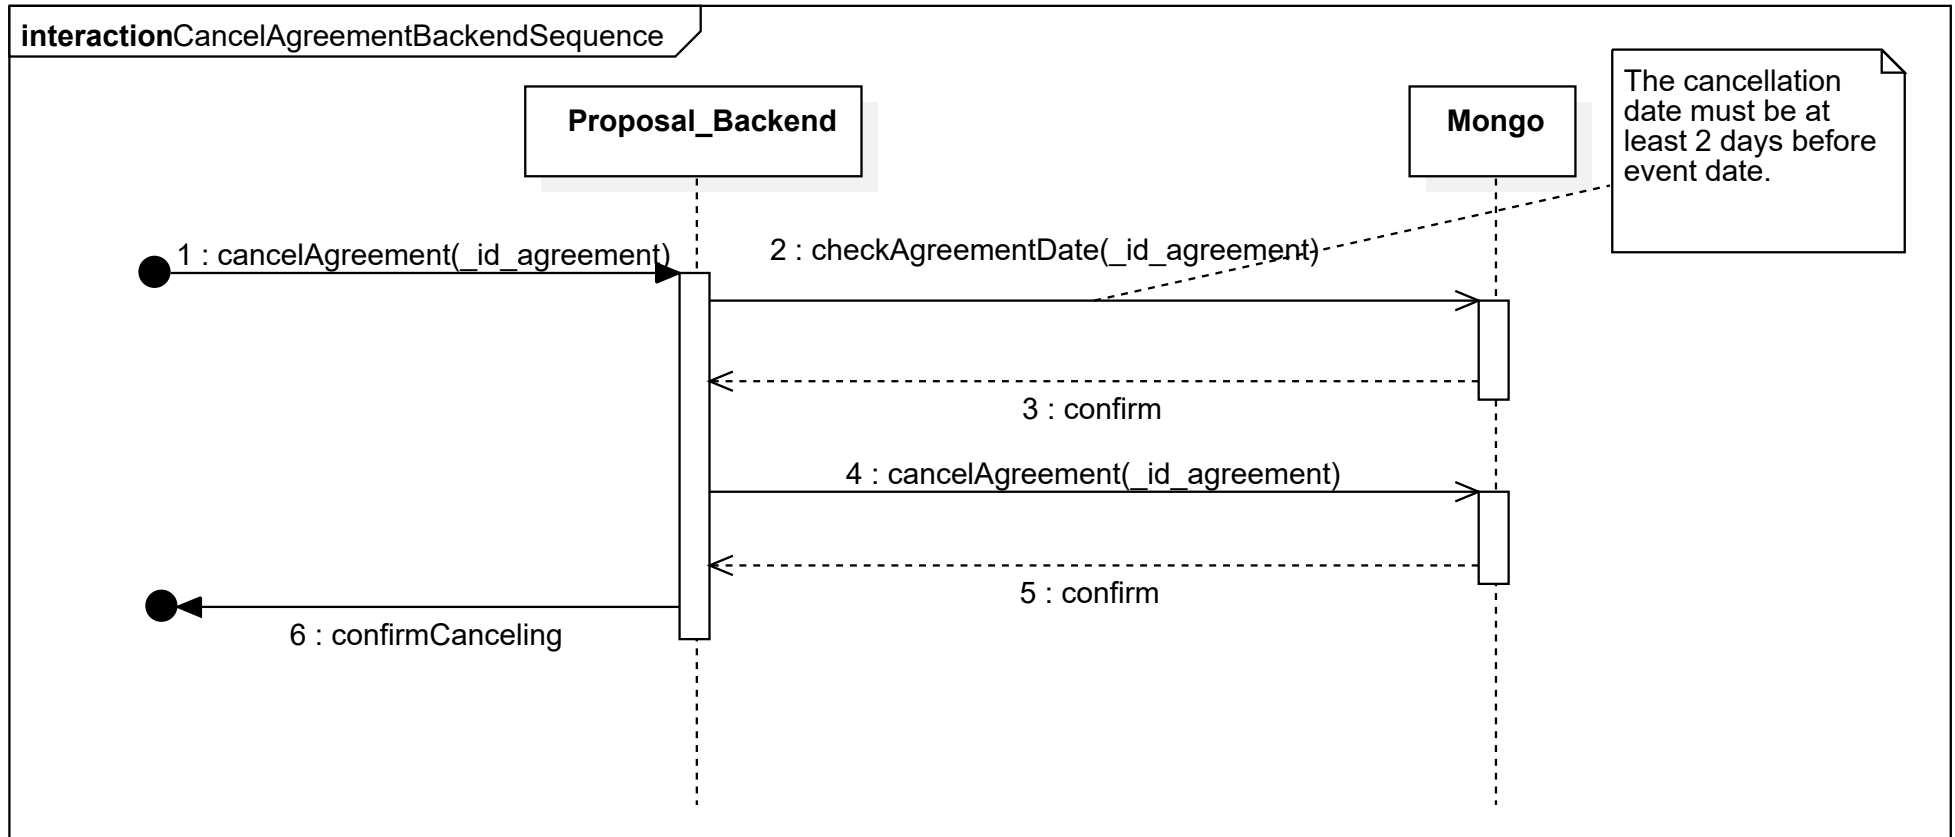 interactionCancelAgreementBackendSequence
Proposal_Backend
Mongo
The cancellation
date must be at
least 2 days before
event date.
1 : cancelAgreement(_id_agreement)
2 : checkAgreementDate(_id_agreement)
3 : confirm
4 : cancelAgreement(_id_agreement)
5 : confirm
6 : confirmCanceling